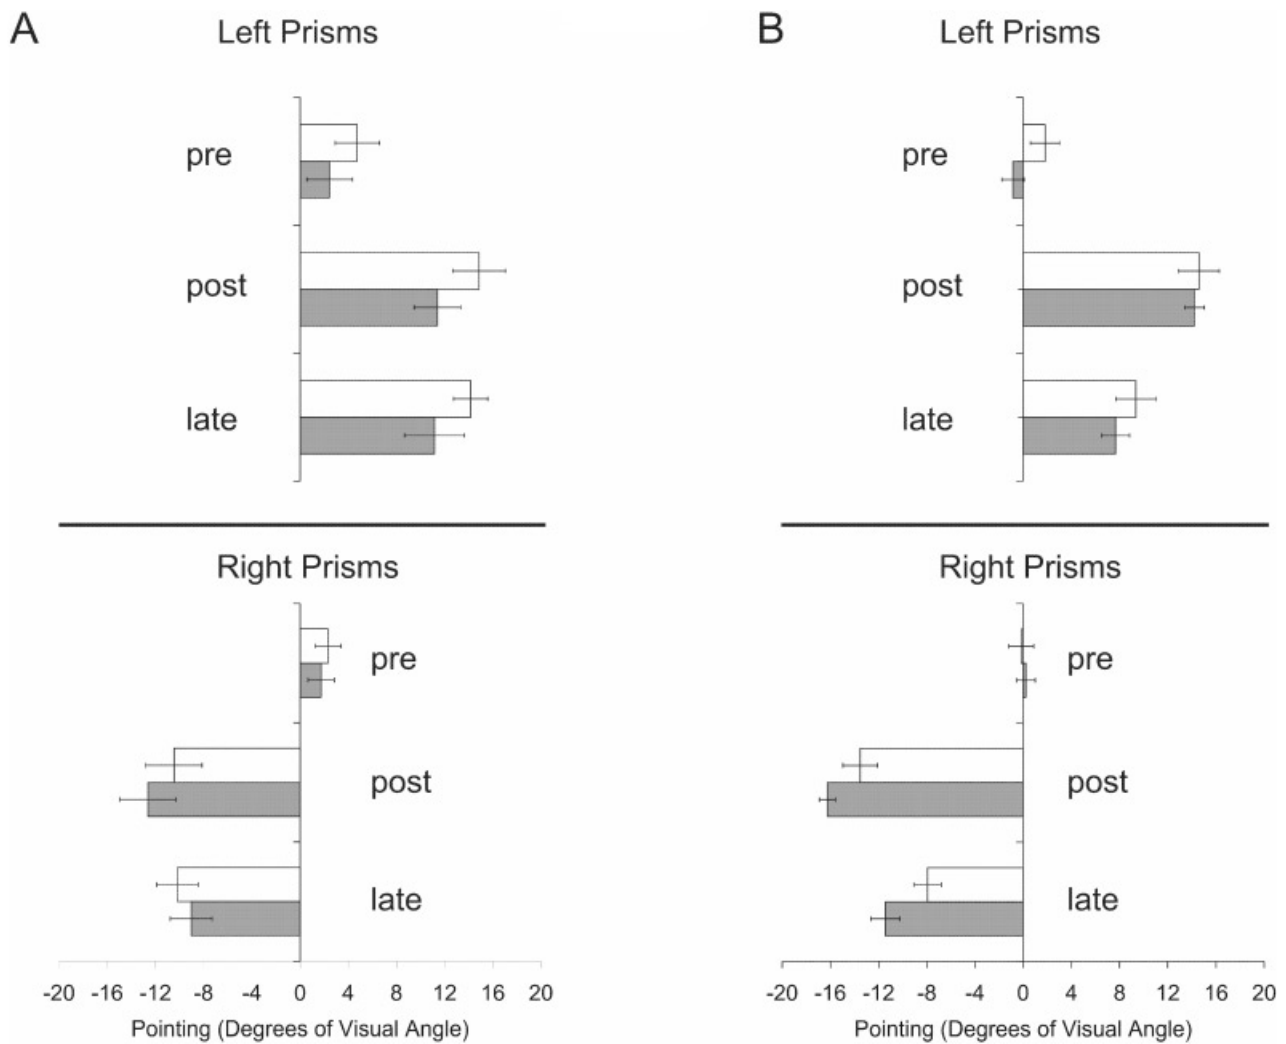 A
Left Prisms
pre
post
late
Right Prisms
pre
post
late
-20 -16 -12 -8 -4 0 4 8 12 16 20
Pointing (Degrees of Visual Angle)
B
Left Prisms
pre
post
late
Right Prisms
pre
post
late
-20 -16 -12 -8 -4 0 4 8 12 16 20
Pointing (Degrees of Visual Angle)